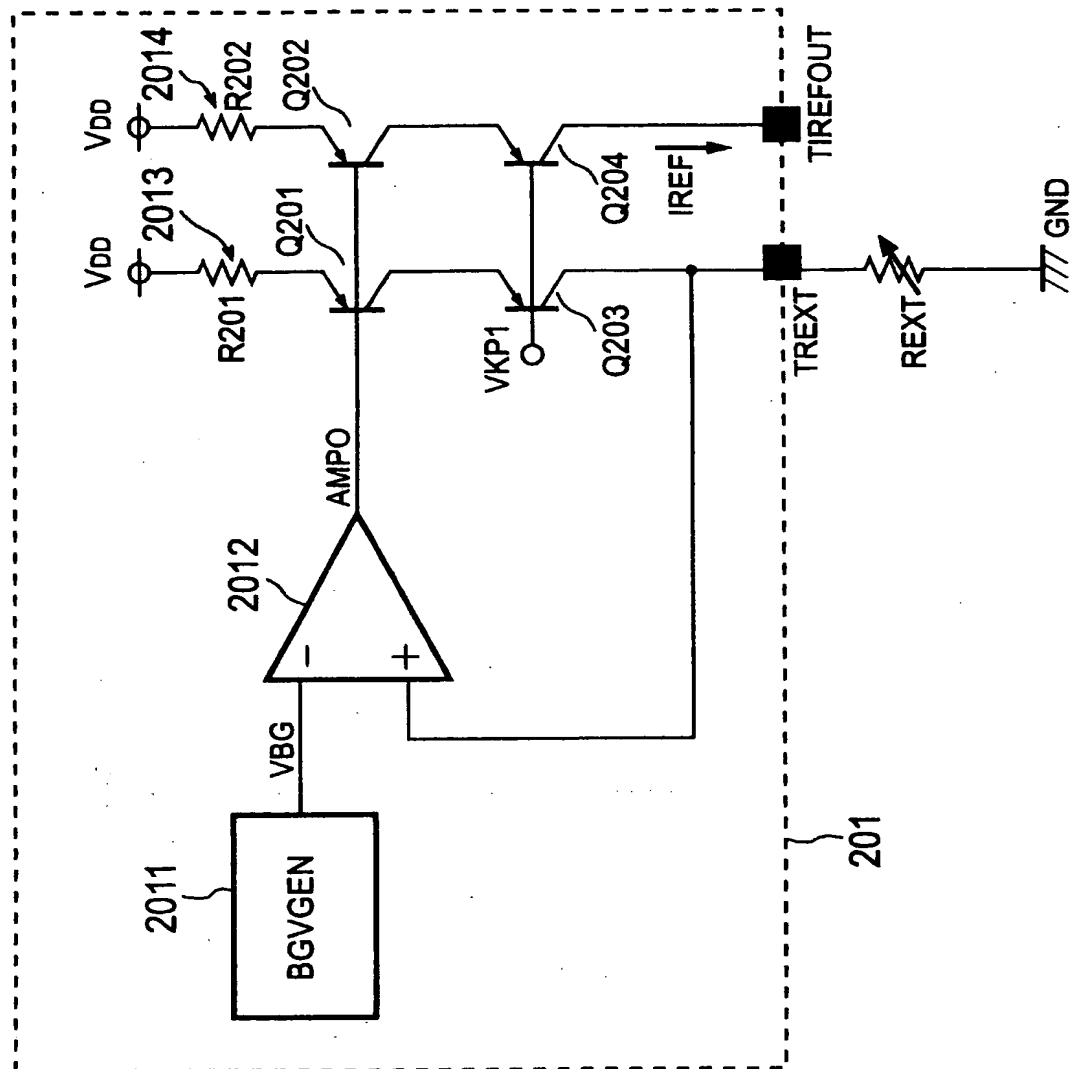 VDD
VDD
2013
2014
R201
R202
Q201
Q202
VKP1
Q203
Q204
IREF
AMPO
2012
−
+
VBG
2011
BGVGEN
TREXT
TIREFOUT
REXT
GND
201